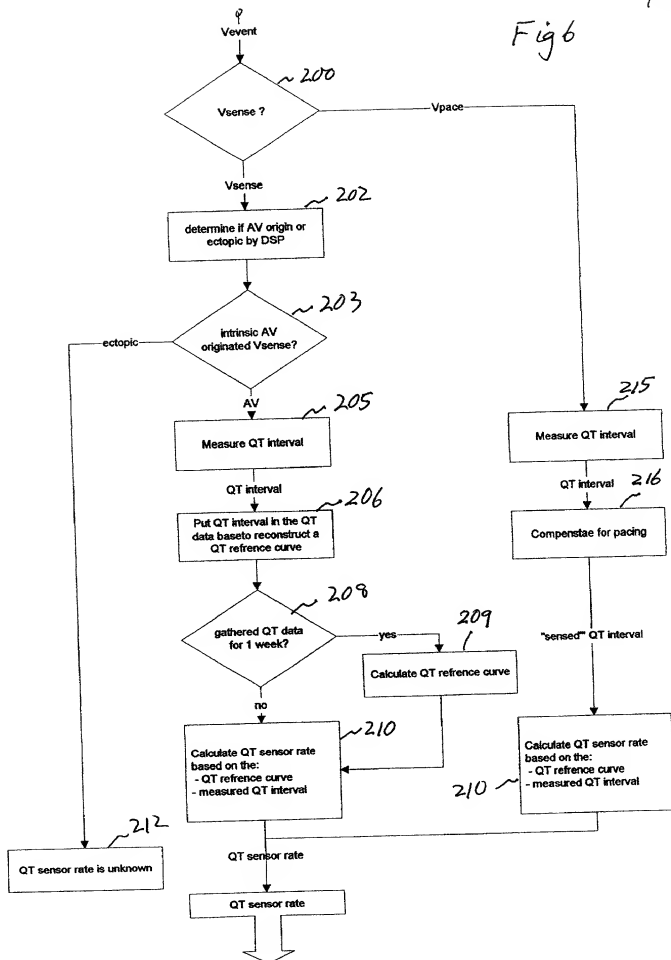 Fig 6
Vevent
200
Vsense ?
Vpace
Vsense
202
determine if AV origin or
ectopic by DSP
203
intrinsic AV
originated Vsense?
ectopic
AV
205
Measure QT interval
215
Measure QT interval
QT interval
206
QT interval
216
Put QT interval in the QT
data baseto reconstruct a
QT refrence curve
Compenstae for pacing
208
gathered QT data
for 1 week?
yes
209
Calculate QT refrence curve
"sensed" QT interval
no
210
Calculate QT sensor rate
based on the:
- QT refrence curve
- measured QT interval
210
Calculate QT sensor rate
based on the:
- QT refrence curve
- measured QT interval
212
QT sensor rate is unknown
QT sensor rate
QT sensor rate